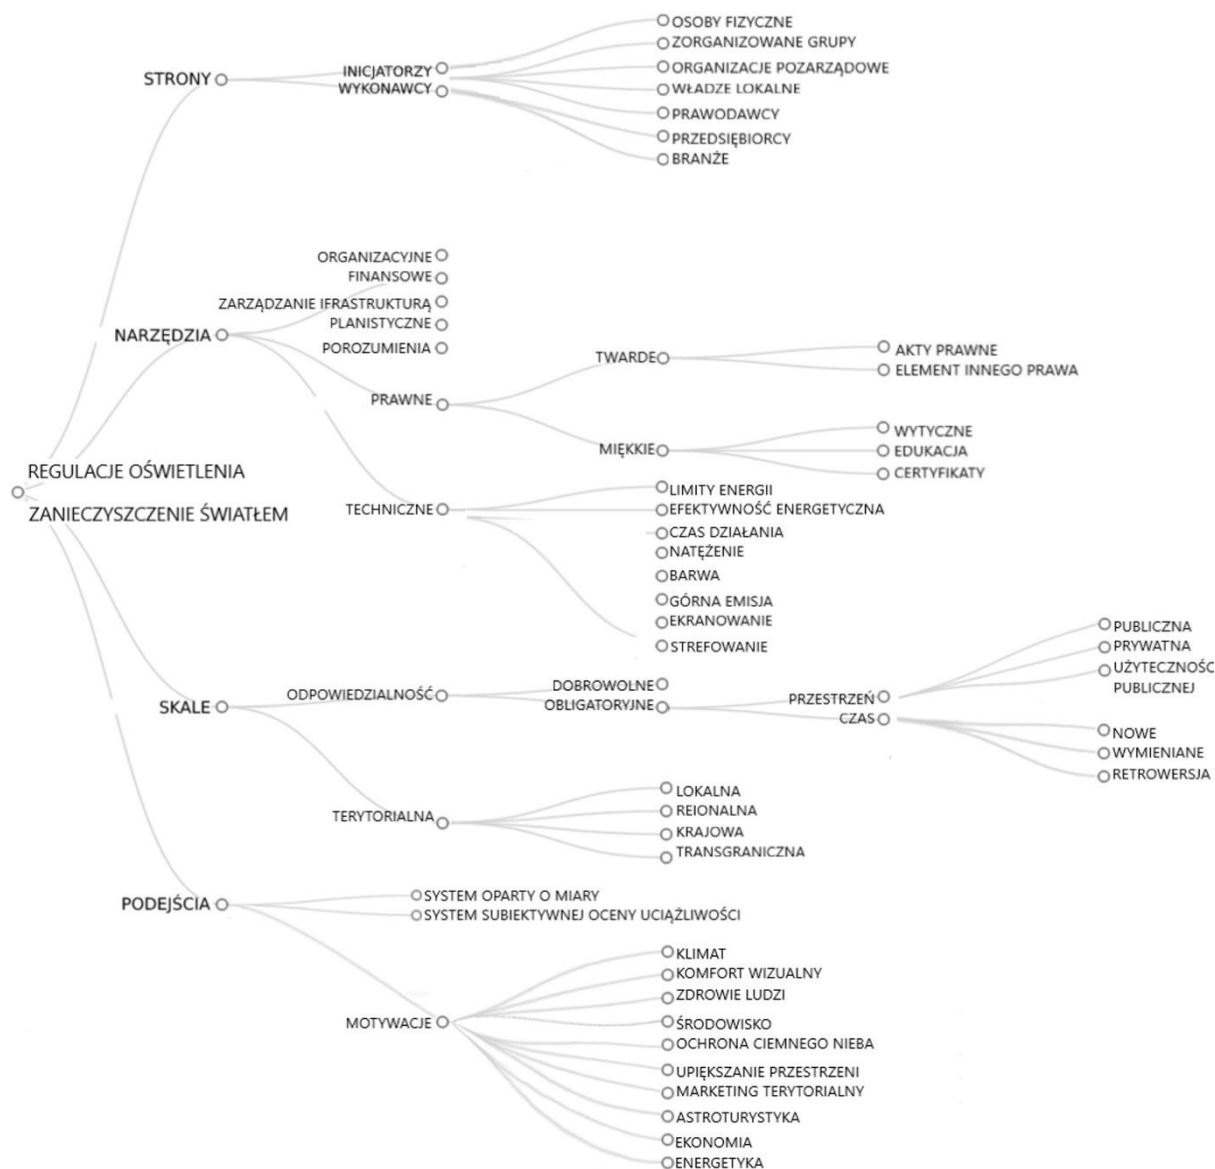 STRONY
INICJATORZY
WYKONAWCY
OSOBY FIZYCZNE
ZORGANIZOWANE GRUPY
ORGANIZACJE POZARZĄDOWE
WŁADZE LOKALNE
PRAWODAWCY
PRZEDSIĘBIORCY
BRANŻE
NARZĘDZIA
ORGANIZACYJNE
FINANSOWE
ZARZĄDZANIE IFRASTRUKTURĄ
PLANISTYCZNE
POROZUMIENIA
PRAWNE
TWARDE
AKTY PRAWNE
ELEMENT INNEGO PRAWA
MIĘKKIE
WYTYCZNE
EDUKACJA
CERTYFIKATY
REGULACJE OŚWIETLENIA
ZANIECZYSZCZENIE ŚWIATŁEM
TECHNICZNE
LIMITY ENERGII
EFEKTYWNOŚĆ ENERGETYCZNA
CZAS DZIAŁANIA
NATĘŻENIE
BARWA
GÓRNA EMISJA
EKRANOWANIE
STREFOWANIE
SKALE
ODPOWIEDZIALNOŚĆ
DOBROWOLNE
OBLIGATORYJNE
PRZESTRZEŃ
CZAS
PUBLICZNA
PRYWATNA
UŻYTECZNOŚC
PUBLICZNEJ
NOWE
WYMIENIANE
RETROWERSJA
TERYTORIALNA
LOKALNA
REIONALNA
KRAJOWA
TRANSGRANICZNA
PODEJŚCIA
SYSTEM OPARTY O MIARY
SYSTEM SUBIEKTYWNEJ OCENY UCIĄŻLIWOŚCI
MOTYWACJE
KLIMAT
KOMFORT WIZUALNY
ZDROWIE LUDZI
ŚRODOWISKO
OCHRONA CIEMNEGO NIEBA
UPIĘKSZANIE PRZESTRZENI
MARKETING TERYTORIALNY
ASTROTURYSTYKA
EKONOMIA
ENERGETYKA